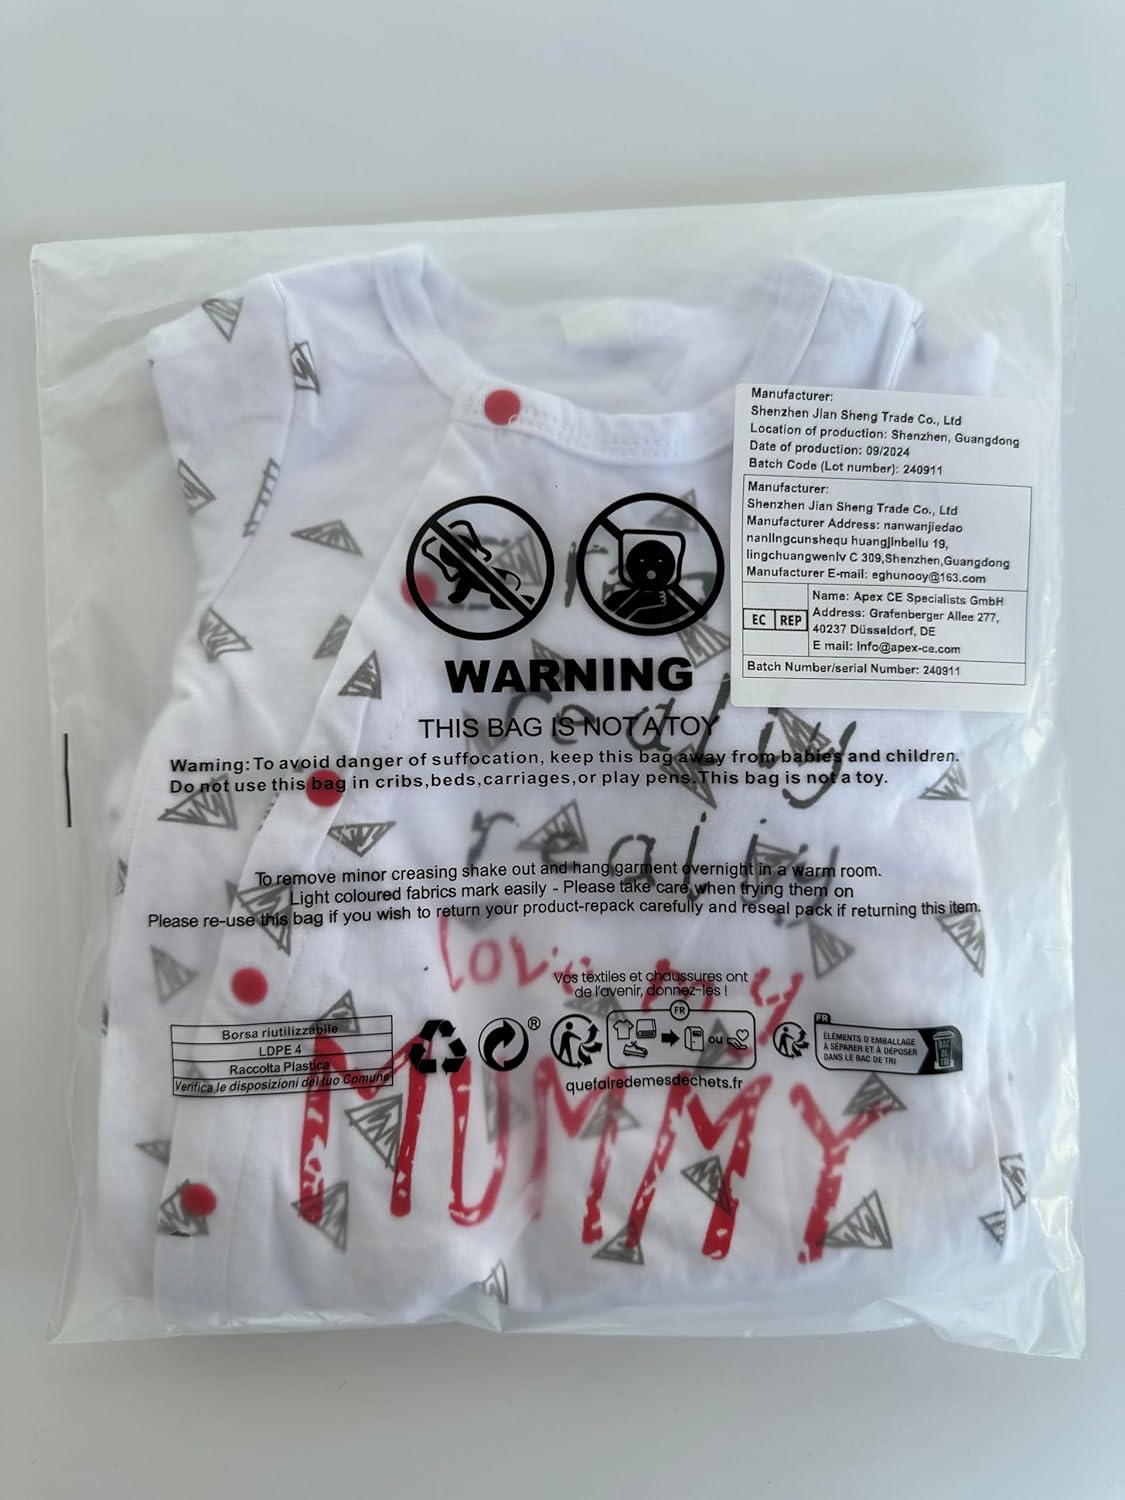 Manufacturer:
Shenzhen Jian Sheng Trade Co., Ltd
Location of production: Shenzhen, Guangdong
Date of production: 09/2024
Batch Code (Lot number): 240911
Manufacturer:
Shenzhen Jian Sheng Trade Co., Ltd
Manufacturer Address: nanwanjiedao
nanlingcunshequ huangjinbeilu 19,
lingchuangwenlv C 309,Shenzhen,Guangdong
Manufacturer E-mail: eghunooy@163.com
EC REP
Name: Apex CE Specialists GmbH
Address: Grafenberger Allee 277,
40237 Düsseldorf, DE
E mail: Info@apex-ce.com
Batch Number/serial Number: 240911
WARNING
THIS BAG IS NOT A TOY
Waming: To avoid danger of suffocation, keep this bag away from babies and children.
Do not use this bag in cribs,beds,carriages,or play pens.This bag is not a toy.
To remove minor creasing shake out and hang garment overnight in a warm room.
Light coloured fabrics mark easily - Please take care when trying them on
Please re-use this bag if you wish to return your product-repack carefully and reseal pack if returning this item.
really
really
love my
MUMMY
Vos textiles et chaussures ont
de l'avenir, donnez-les !
FR
ou
quefairedemesdechets.fr
Borsa riutilizzabile
LDPE 4
Raccolta Plastica
Verifica le disposizioni del tuo Comune
®
FR
ÉLÉMENTS D'EMBALLAGE
À SÉPARER ET À DÉPOSER
DANS LE BAC DE TRI
BAC DE TRI